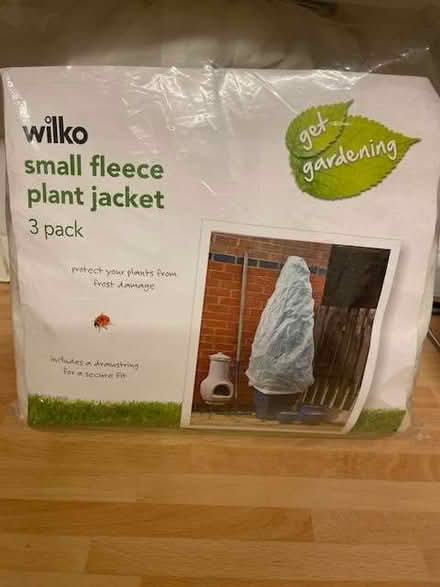 wilko
small fleece
plant jacket
3 pack
get
gardening
protect your plants from
frost damage
includes a drawstring
for a secure fit